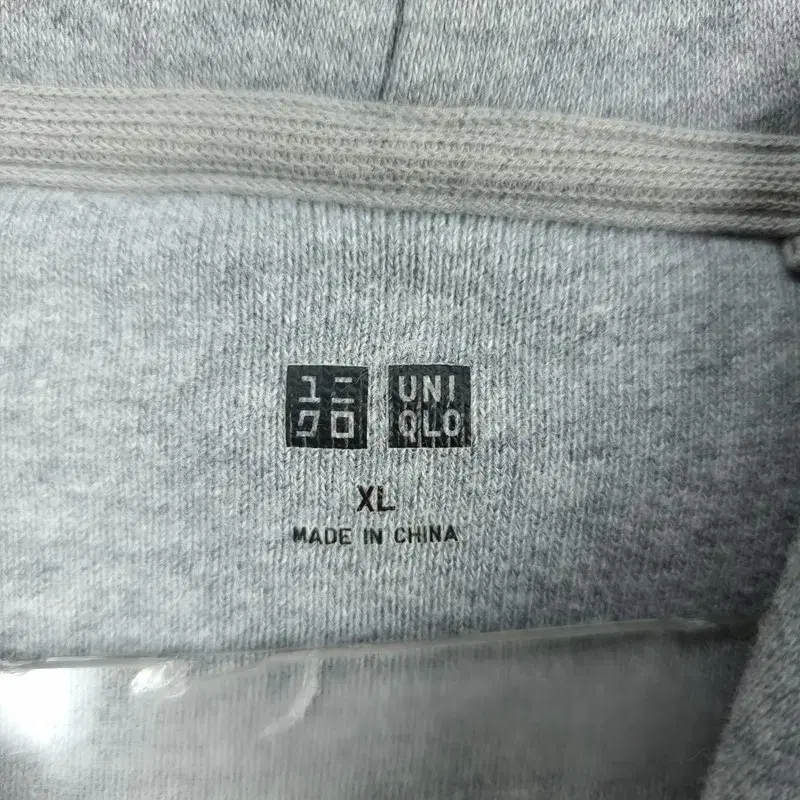 ユニ UNI
クロ QLO
XL
MADE IN CHINA